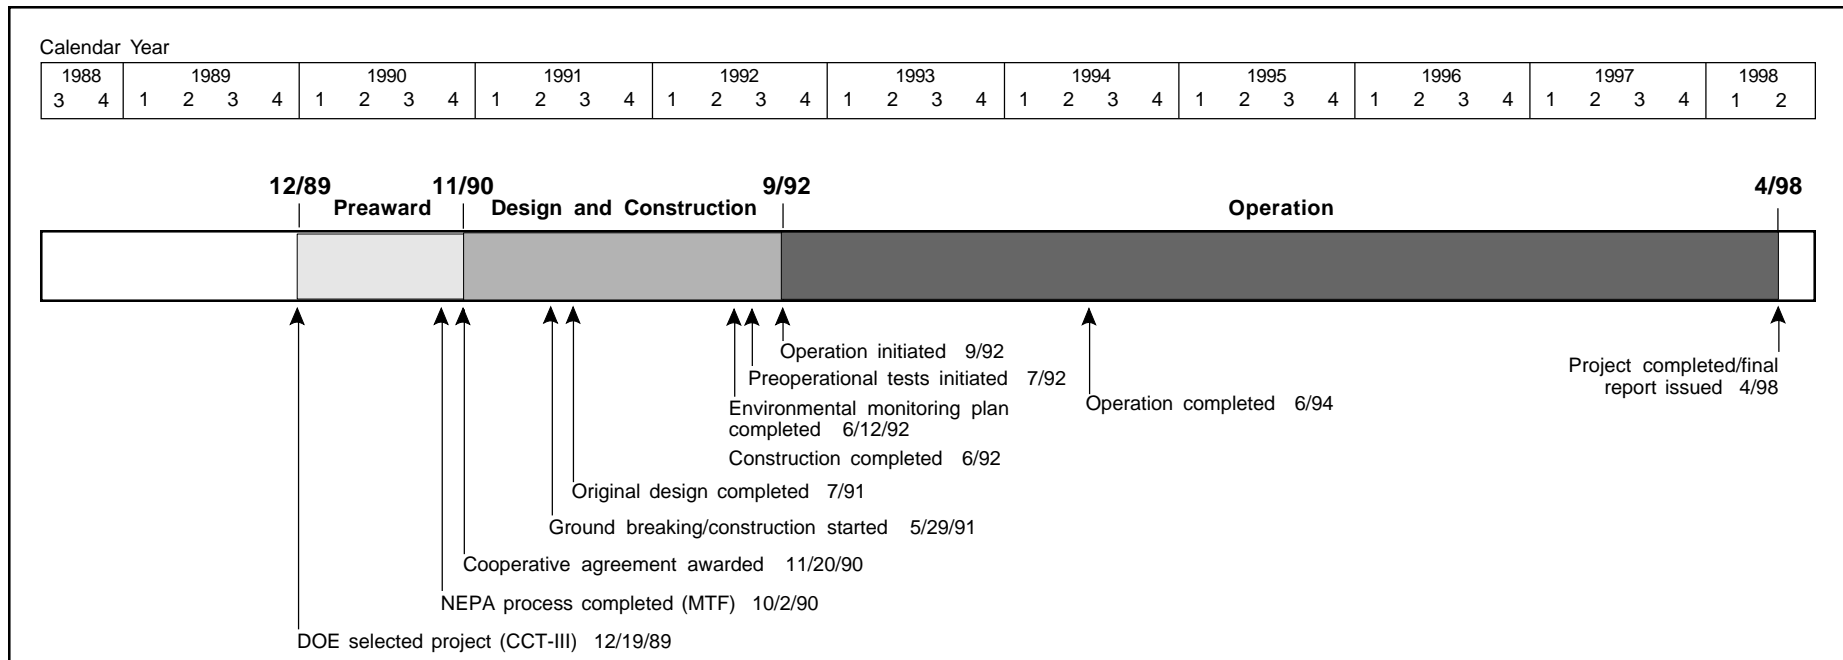 Calendar Year
1988 1989 1990 1991 1992 1993 1994 1995 1996 1997 1998
3 4 1 2 3 4 1 2 3 4 1 2 3 4 1 2 3 4 1 2 3 4 1 2 3 4 1 2 3 4 1 2 3 4 1 2 3 4 1 2
12/89 11/90 9/92 4/98
Preaward Design and Construction Operation
Operation initiated 9/92
Preoperational tests initiated 7/92
Environmental monitoring plan
completed 6/12/92
Construction completed 6/92
Project completed/final
report issued 4/98
Operation completed 6/94
Original design completed 7/91
Ground breaking/construction started 5/29/91
Cooperative agreement awarded 11/20/90
NEPA process completed (MTF) 10/2/90
DOE selected project (CCT-III) 12/19/89